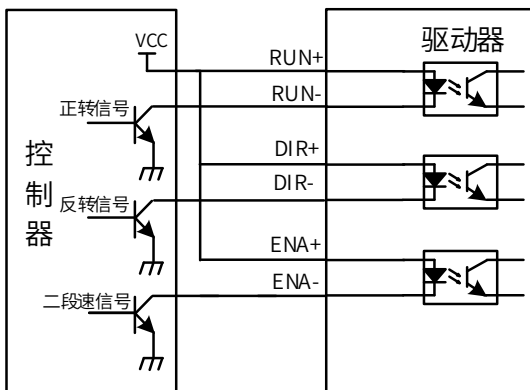 VCC
驱动器
RUN+
正转信号
RUN-
控制器
DIR+
反转信号
DIR-
ENA+
二段速信号
ENA-